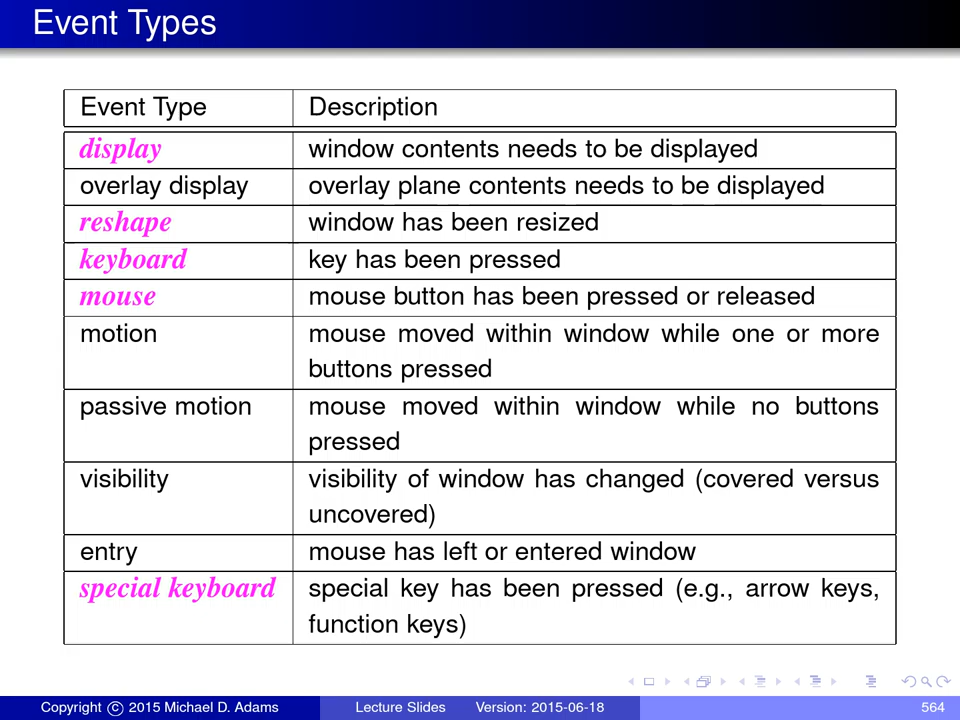 Event Types
Event Type Description
display window contents needs to be displayed
overlay display overlay plane contents needs to be displayed
reshape window has been resized
keyboard key has been pressed
mouse mouse button has been pressed or released
motion mouse moved within window while one or more
buttons pressed
passive motion mouse moved within window while no buttons
pressed
visibility visibility of window has changed (covered versus
uncovered)
entry mouse has left or entered window
special keyboard special key has been pressed (e.g., arrow keys,
function keys)
Copyright © 2015 Michael D. Adams Lecture Slides Version: 2015-06-18 564